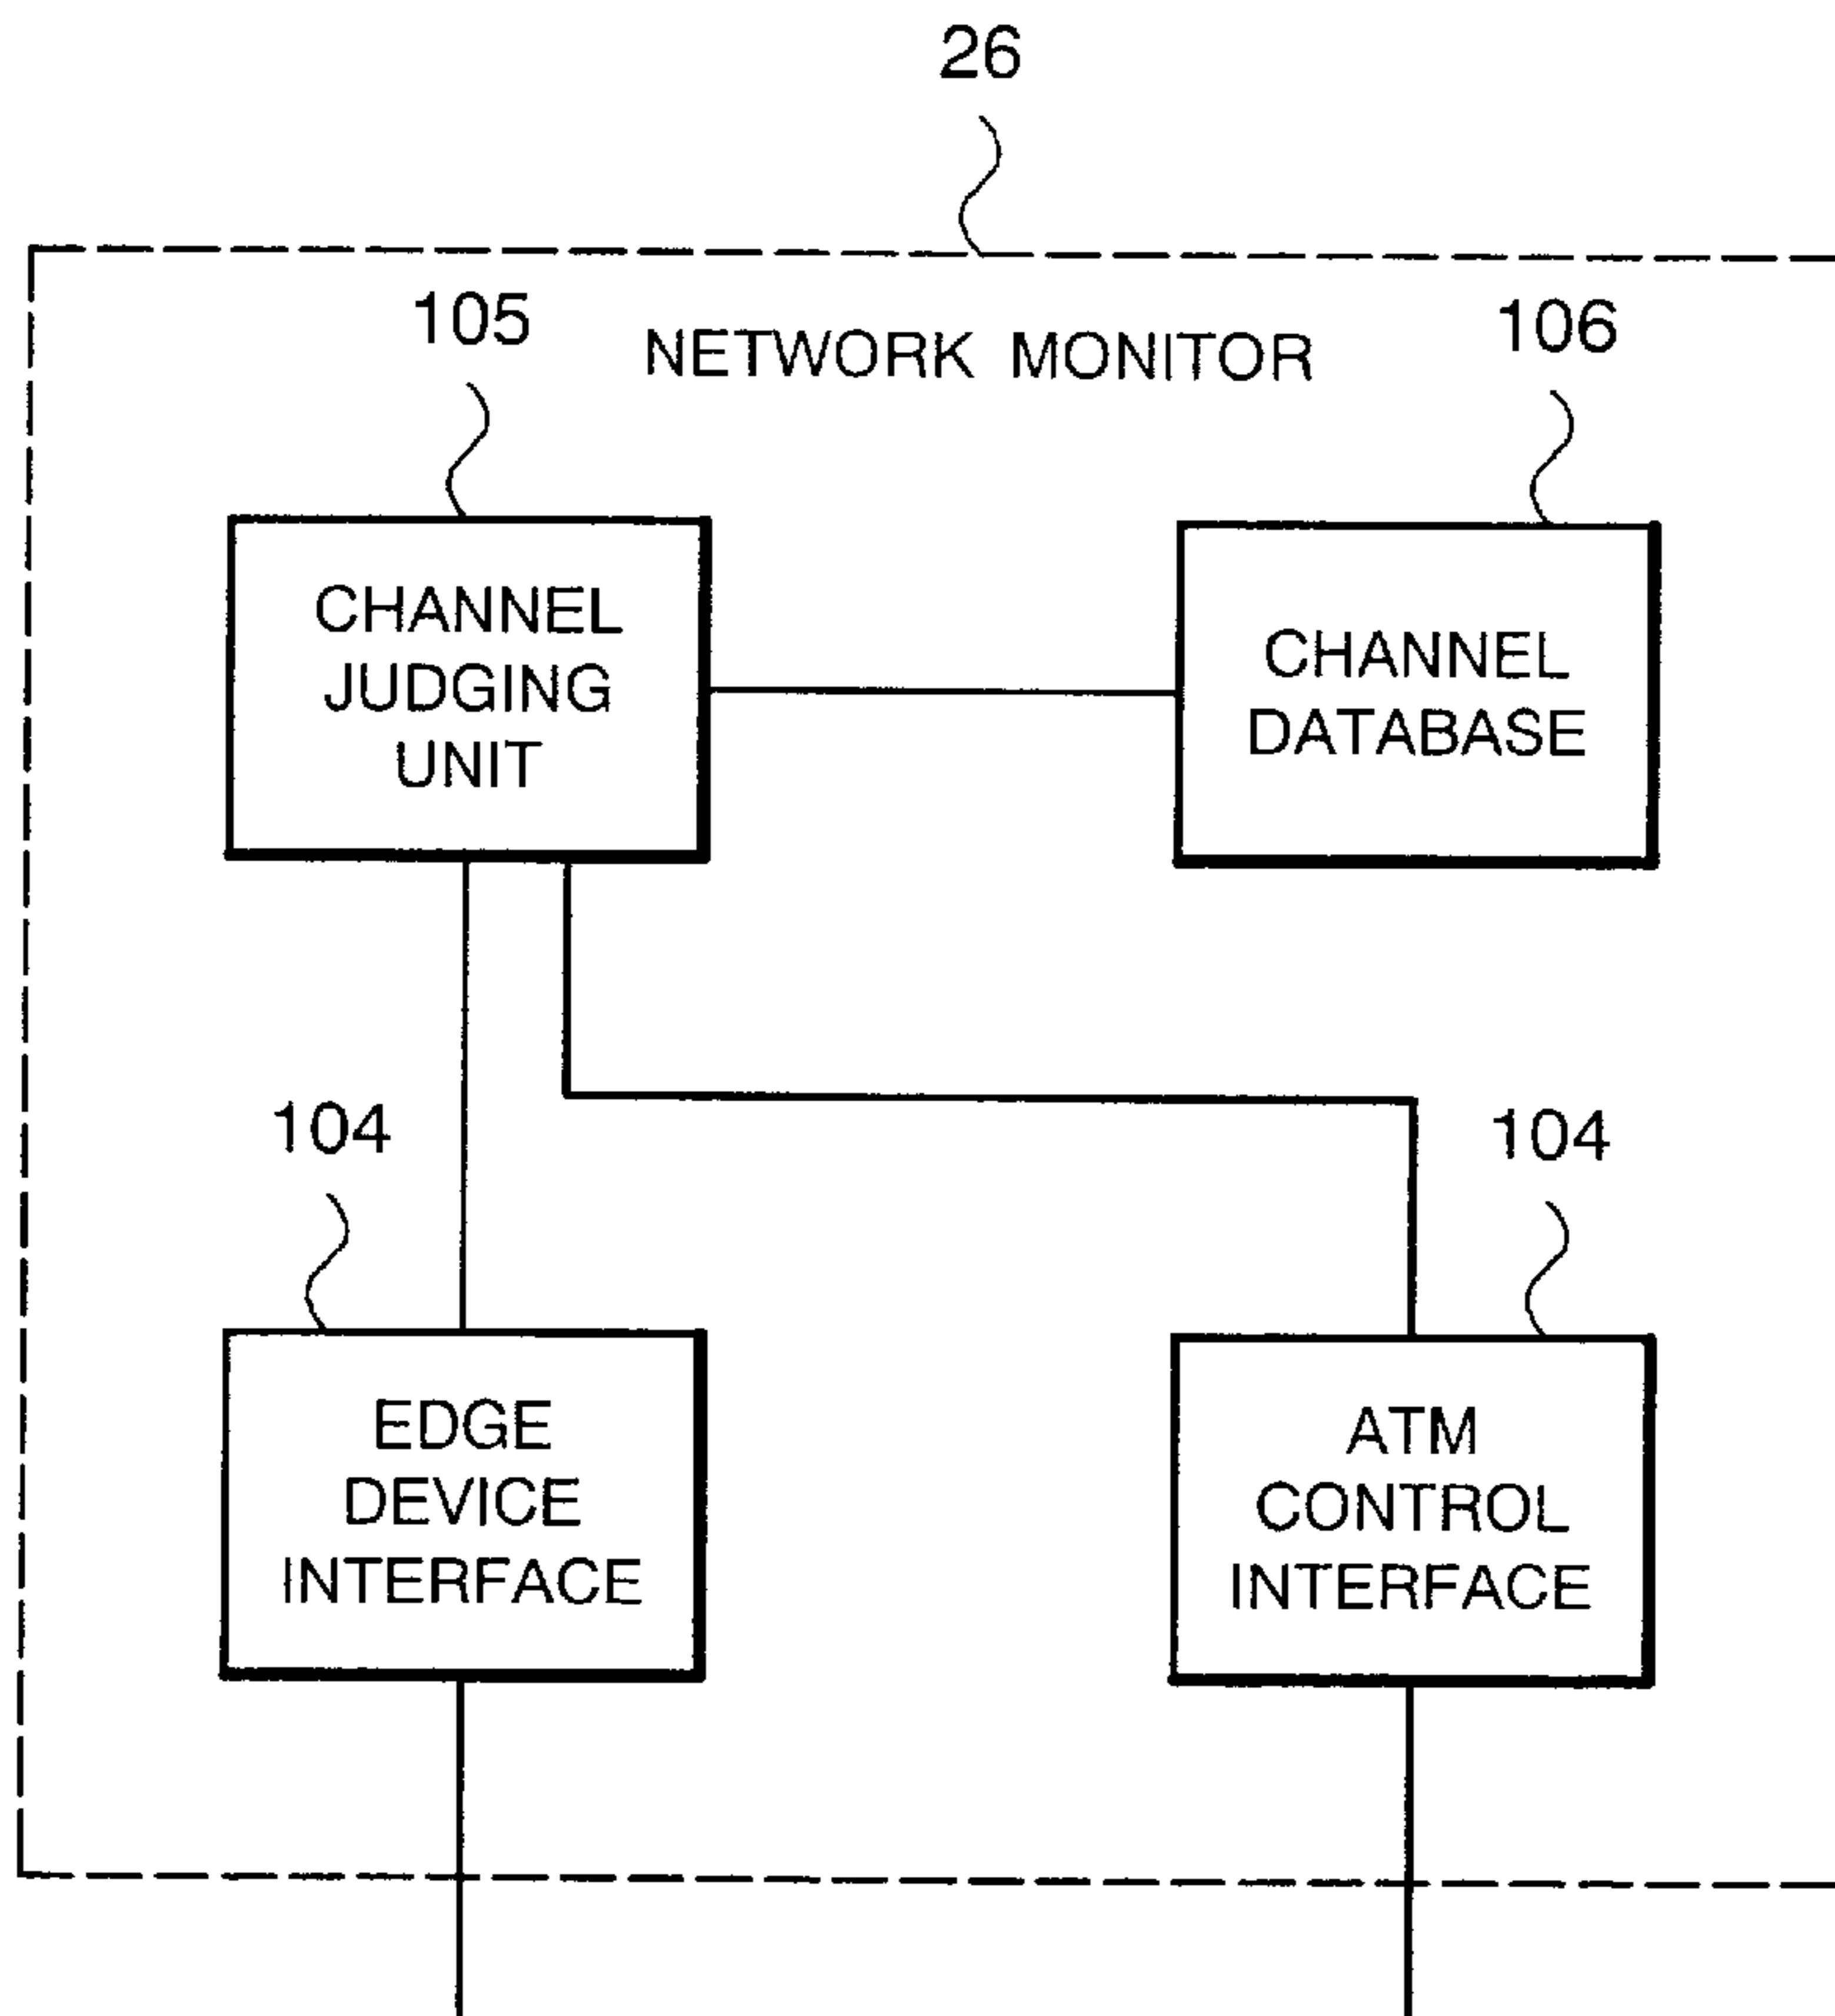 26
105
NETWORK MONITOR
106
CHANNEL
JUDGING
UNIT
CHANNEL
DATABASE
104
104
EDGE
DEVICE
INTERFACE
ATM
CONTROL
INTERFACE